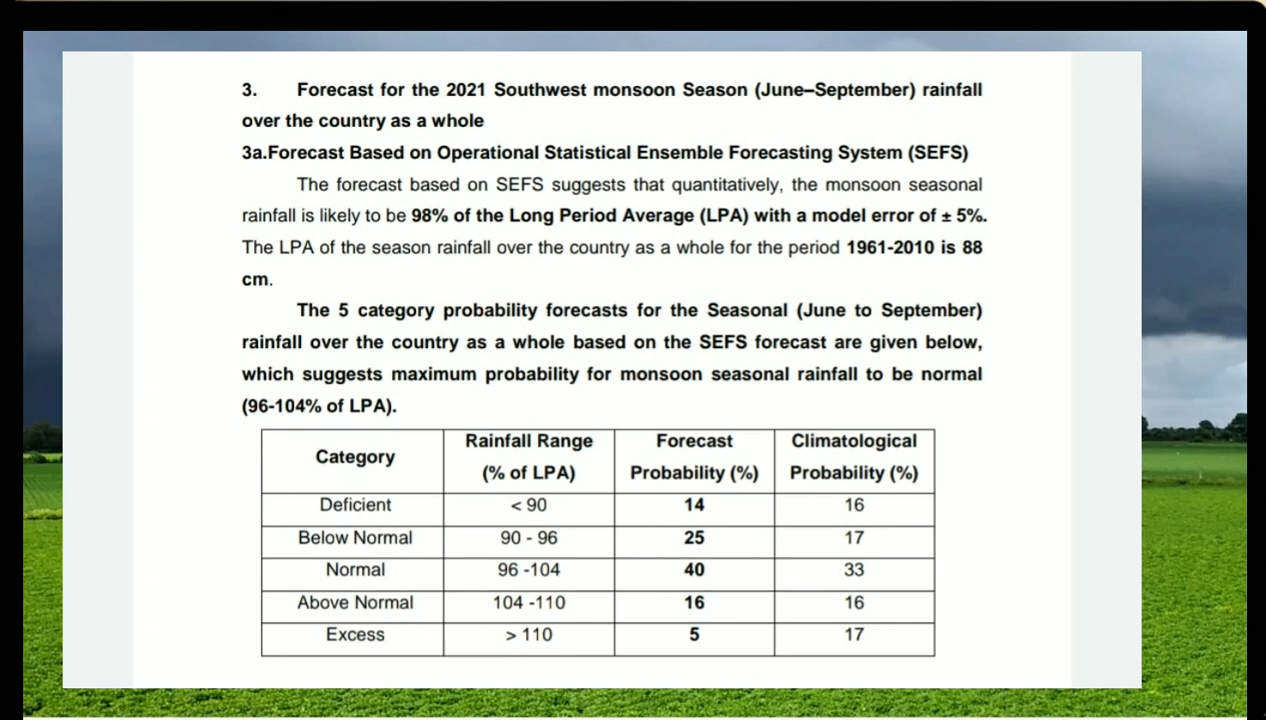 3. Forecast for the 2021 Southwest monsoon Season (June–September) rainfall
over the country as a whole
3a.Forecast Based on Operational Statistical Ensemble Forecasting System (SEFS)
The forecast based on SEFS suggests that quantitatively, the monsoon seasonal
rainfall is likely to be 98% of the Long Period Average (LPA) with a model error of ± 5%.
The LPA of the season rainfall over the country as a whole for the period 1961-2010 is 88
cm.
The 5 category probability forecasts for the Seasonal (June to September)
rainfall over the country as a whole based on the SEFS forecast are given below,
which suggests maximum probability for monsoon seasonal rainfall to be normal
(96-104% of LPA).
Category Rainfall Range (% of LPA) Forecast Probability (%) Climatological Probability (%)
Deficient < 90 14 16
Below Normal 90 - 96 25 17
Normal 96 -104 40 33
Above Normal 104 -110 16 16
Excess > 110 5 17